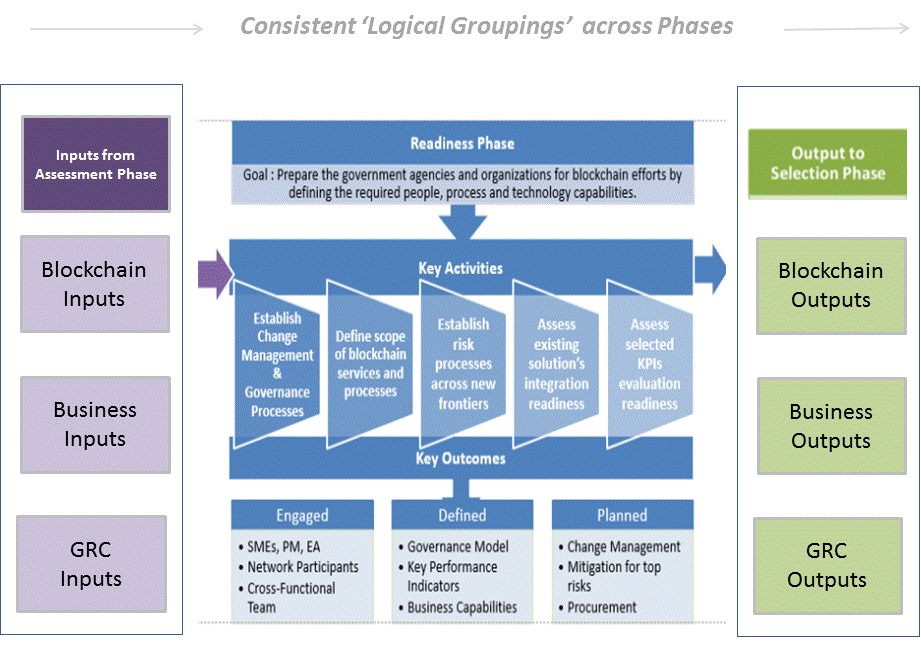 Consistent ‘Logical Groupings’ across Phases
Inputs from
Assessment Phase
Blockchain
Inputs
Business
Inputs
GRC
Inputs
Readiness Phase
Goal : Prepare the government agencies and organizations for blockchain efforts by
defining the required people, process and technology capabilities.
Key Activities
Establish
Change
Management
&
Governance
Processes
Define scope
of blockchain
services and
processes
Establish
risk
processes
across new
frontiers
Assess
existing
solution's
integration
readiness
Assess
selected
KPIs
evaluation
readiness
Key Outcomes
Engaged
• SMEs, PM, EA
• Network Participants
• Cross-Functional
Team
Defined
• Governance Model
• Key Performance
Indicators
• Business Capabilities
Planned
• Change Management
• Mitigation for top
risks
• Procurement
Output to
Selection Phase
Blockchain
Outputs
Business
Outputs
GRC
Outputs